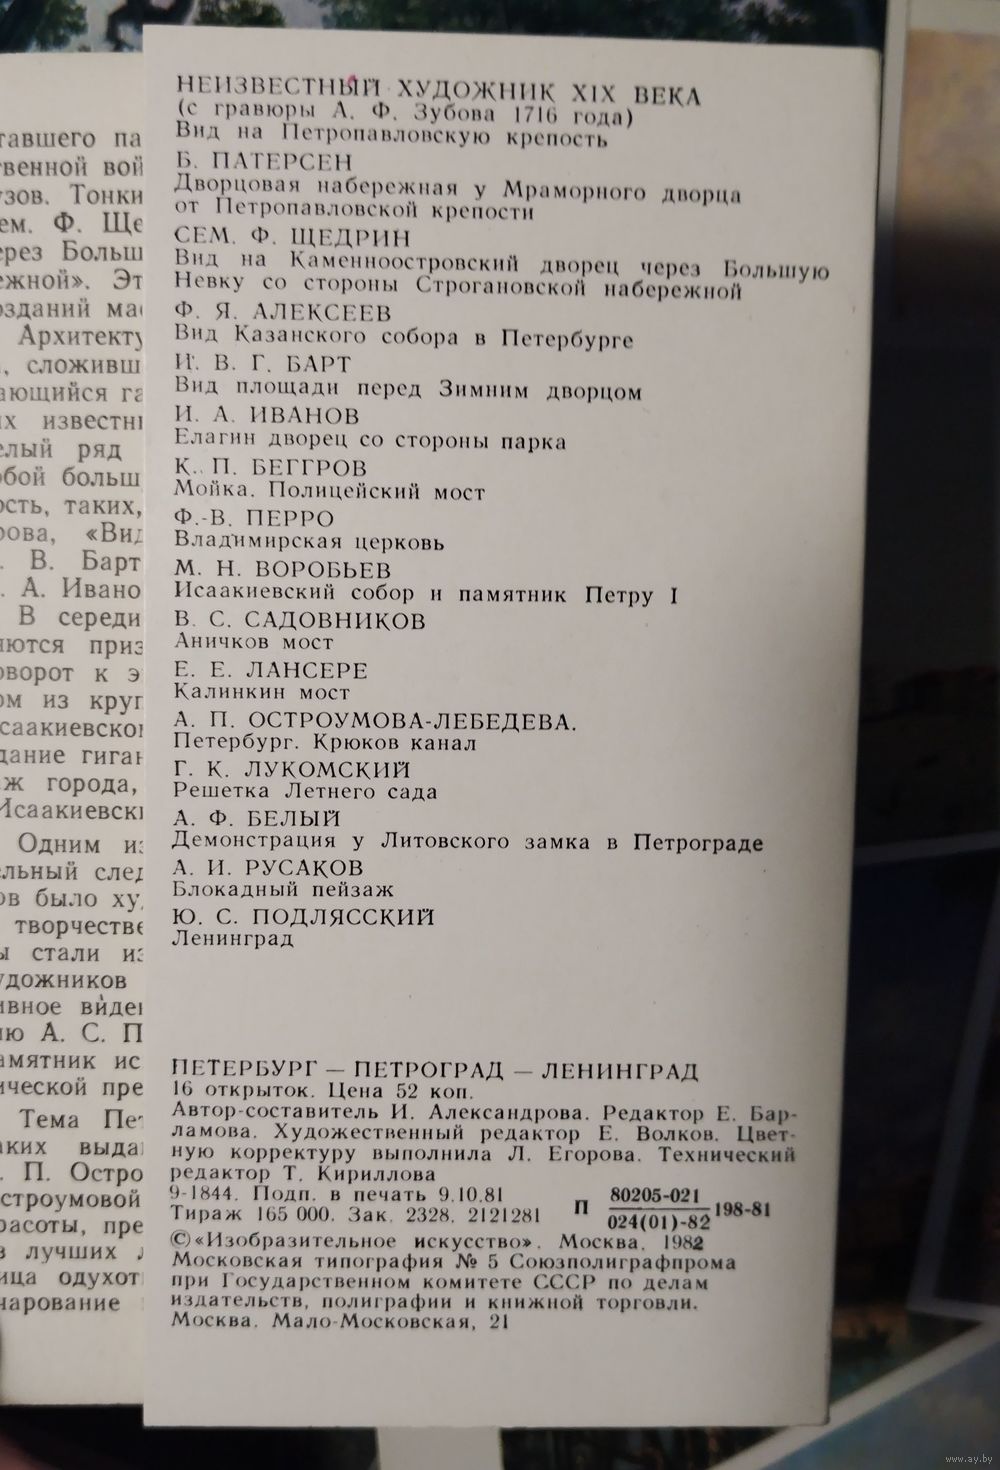 НЕИЗВЕСТНЫЙ ХУДОЖНИК XIX ВЕКА
(с гравюры А. Ф. Зубова 1716 года)
Вид на Петропавловскую крепость
Б. ПАТЕРСЕН
Дворцовая набережная у Мраморного дворца
от Петропавловской крепости
СЕМ. Ф. ЩЕДРИН
Вид на Каменноостровский дворец через Большую
Невку со стороны Строгановской набережной
Ф. Я. АЛЕКСЕЕВ
Вид Казанского собора в Петербурге
И. В. Г. БАРТ
Вид площади перед Зимним дворцом
И. А. ИВАНОВ
Елагин дворец со стороны парка
К. П. БЕГГРОВ
Мойка. Полицейский мост
Ф.-В. ПЕРРО
Владимирская церковь
М. Н. ВОРОБЬЕВ
Исаакиевский собор и памятник Петру I
В. С. САДОВНИКОВ
Аничков мост
Е. Е. ЛАНСЕРЕ
Калинкин мост
А. П. ОСТРОУМОВА-ЛЕБЕДЕВА.
Петербург. Крюков канал
Г. К. ЛУКОМСКИЙ
Решетка Летнего сада
А. Ф. БЕЛЫЙ
Демонстрация у Литовского замка в Петрограде
А. И. РУСАКОВ
Блокадный пейзаж
Ю. С. ПОДЛЯССКИЙ
Ленинград
ПЕТЕРБУРГ — ПЕТРОГРАД — ЛЕНИНГРАД
16 открыток. Цена 52 коп.
Автор-составитель И. Александрова. Редактор Е. Вар-
ламова. Художественный редактор Е. Волков. Цвет-
ную корректуру выполнила Л. Егорова. Технический
редактор Т. Кириллова
9-1844. Подп. в печать 9.10.81
Тираж 165 000. Зак. 2328. 2121281
П 80205-021
024(01)-82 198-81
©«Изобразительное искусство». Москва. 1982
Московская типография № 5 Союзполиграфпрома
при Государственном комитете СССР по делам
издательств, полиграфии и книжной торговли.
Москва. Мало-Московская, 21
www.ay.by